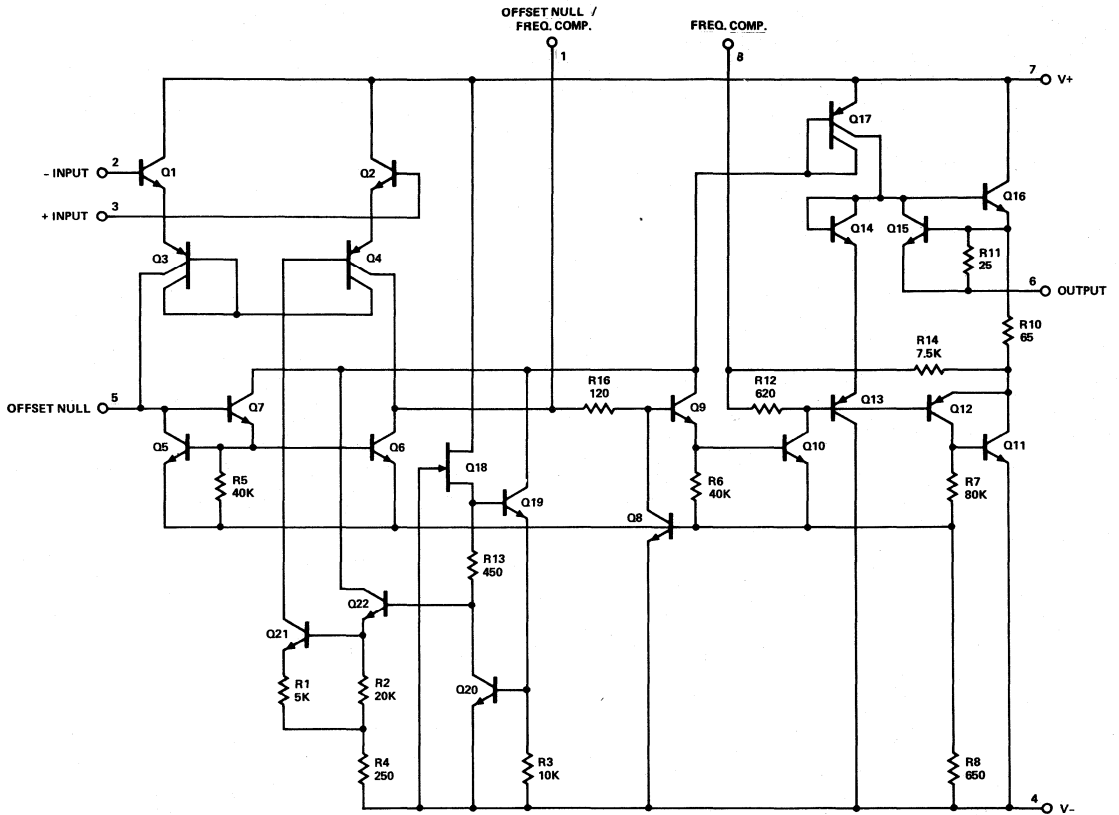 OFFSET NULL /
FREQ. COMP.
1
FREQ. COMP.
8
7
V+
Q17
- INPUT
2
Q1
Q2
+ INPUT
3
Q16
Q14
Q15
R11
25
6
OUTPUT
Q3
Q4
R10
65
R14
7.5K
OFFSET NULL
5
Q7
R16
120
Q9
R12
620
Q13
Q12
Q5
Q6
Q18
Q10
Q11
R5
40K
Q19
R6
40K
R7
80K
Q8
R13
450
Q22
Q21
R1
5K
R2
20K
Q20
R4
250
R3
10K
R8
650
4
V-